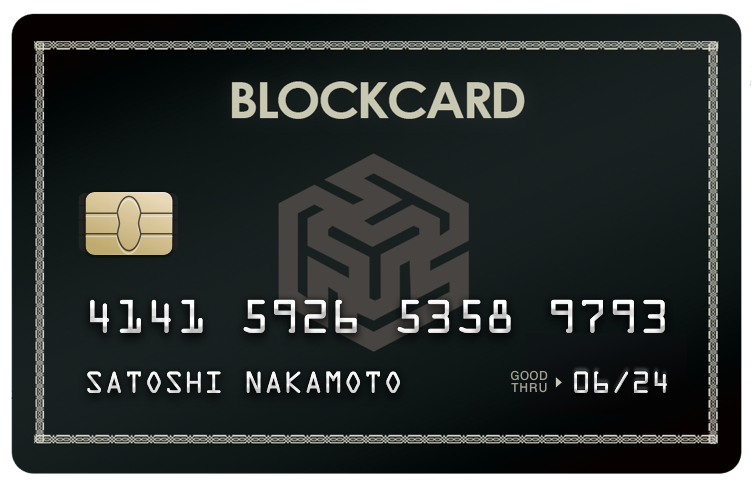 BLOCKCARD
4141 5926 5358 9793
SATOSHI NAKAMOTO
GOOD THRU 06/24